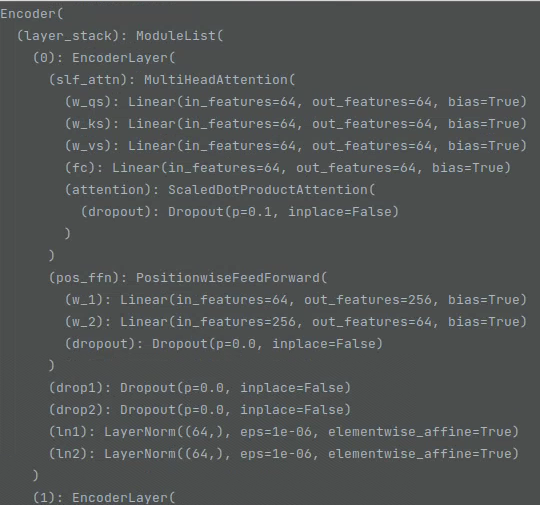 Encoder(
  (layer_stack): ModuleList(
    (0): EncoderLayer(
      (slf_attn): MultiHeadAttention(
        (w_qs): Linear(in_features=64, out_features=64, bias=True)
        (w_ks): Linear(in_features=64, out_features=64, bias=True)
        (w_vs): Linear(in_features=64, out_features=64, bias=True)
        (fc): Linear(in_features=64, out_features=64, bias=True)
        (attention): ScaledDotProductAttention(
          (dropout): Dropout(p=0.1, inplace=False)
        )
      )
      (pos_ffn): PositionwiseFeedForward(
        (w_1): Linear(in_features=64, out_features=256, bias=True)
        (w_2): Linear(in_features=256, out_features=64, bias=True)
        (dropout): Dropout(p=0.0, inplace=False)
      )
      (drop1): Dropout(p=0.0, inplace=False)
      (drop2): Dropout(p=0.0, inplace=False)
      (ln1): LayerNorm((64,), eps=1e-06, elementwise_affine=True)
      (ln2): LayerNorm((64,), eps=1e-06, elementwise_affine=True)
    )
    (1): EncoderLayer(